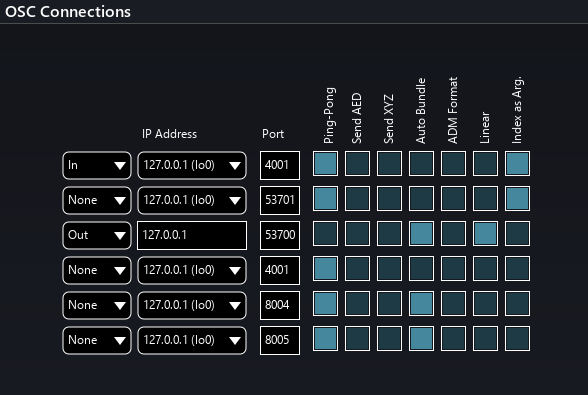 OSC Connections
IP Address Port Ping-Pong Send AED Send XYZ Auto Bundle ADM Format Linear Index as Arg.
In 127.0.0.1 (lo0) 4001
None 127.0.0.1 (lo0) 53701
Out 127.0.0.1 53700
None 127.0.0.1 (lo0) 4001
None 127.0.0.1 (lo0) 8004
None 127.0.0.1 (lo0) 8005